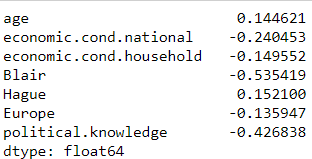 age 0.144621
economic.cond.national -0.240453
economic.cond.household -0.149552
Blair -0.535419
Hague 0.152100
Europe -0.135947
political.knowledge -0.426838
dtype: float64